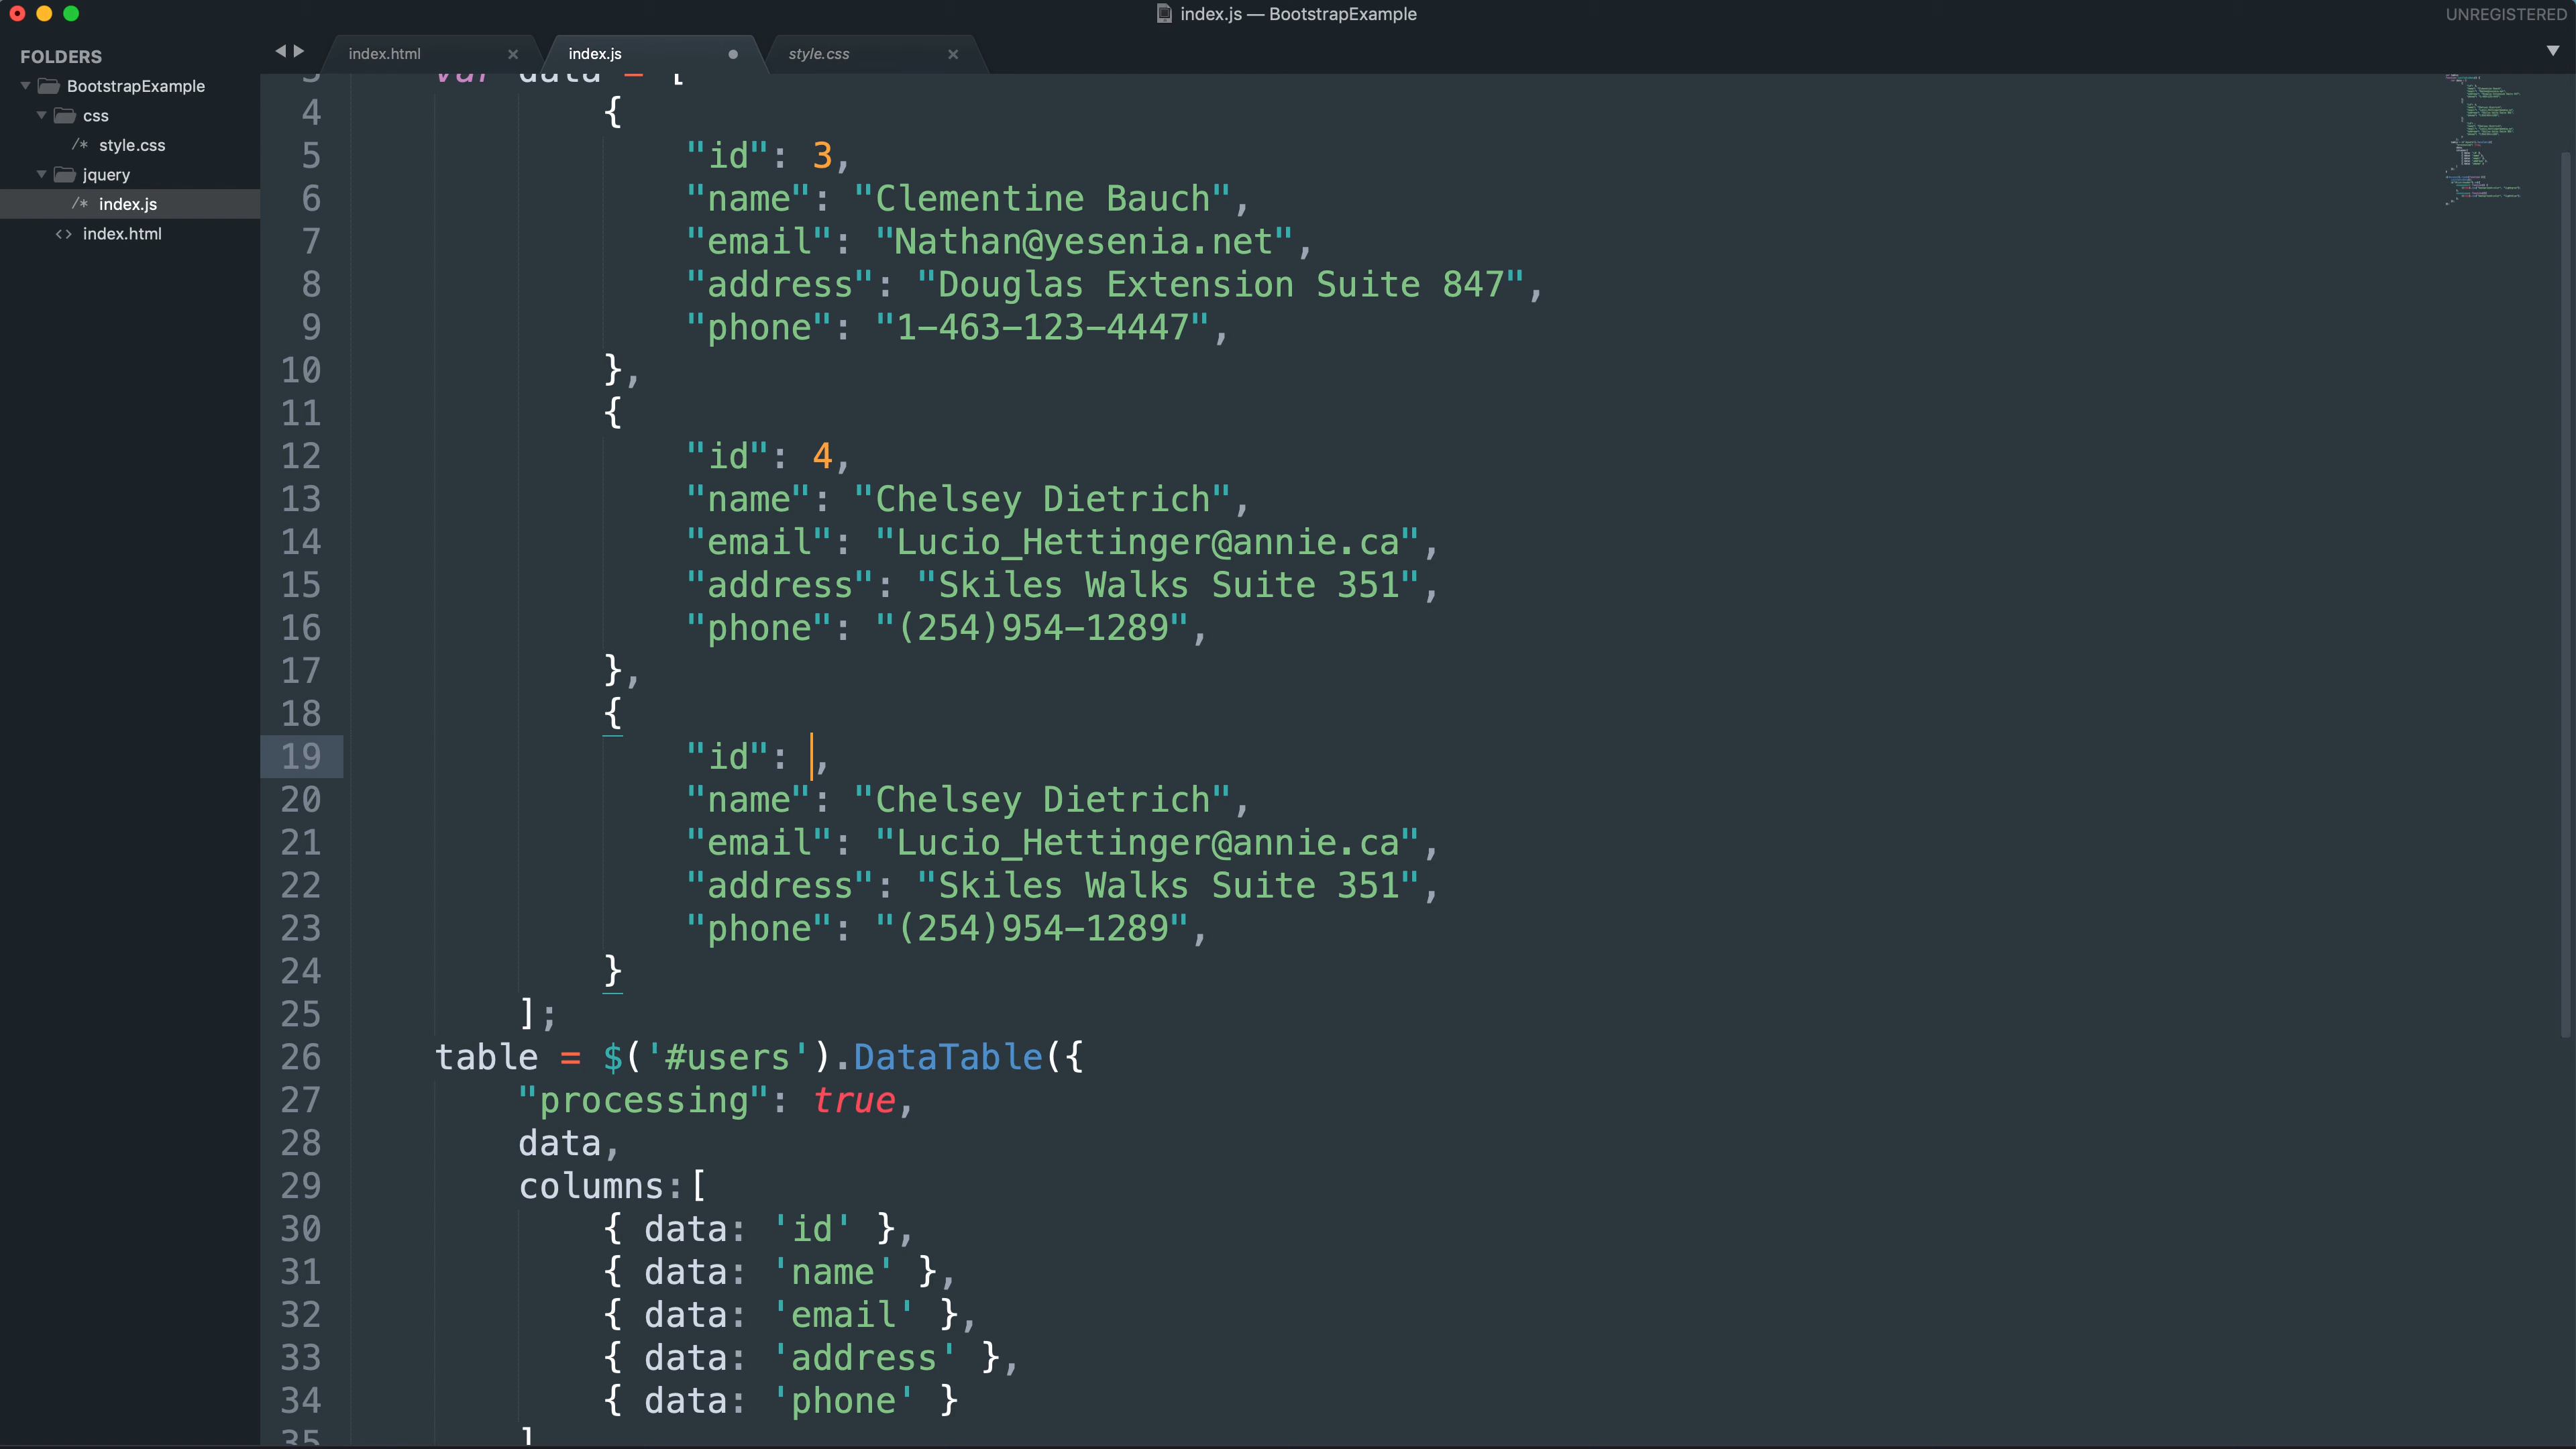 index.js — BootstrapExample
UNREGISTERED
FOLDERS
BootstrapExample
css
/* style.css
jquery
/* index.js
<> index.html
index.html ×
index.js
style.css ×
3 var data = [
4 {
5 "id": 3,
6 "name": "Clementine Bauch",
7 "email": "Nathan@yesenia.net",
8 "address": "Douglas Extension Suite 847",
9 "phone": "1-463-123-4447",
10 },
11 {
12 "id": 4,
13 "name": "Chelsey Dietrich",
14 "email": "Lucio_Hettinger@annie.ca",
15 "address": "Skiles Walks Suite 351",
16 "phone": "(254)954-1289",
17 },
18 {
19 "id": ,
20 "name": "Chelsey Dietrich",
21 "email": "Lucio_Hettinger@annie.ca",
22 "address": "Skiles Walks Suite 351",
23 "phone": "(254)954-1289",
24 }
25 ];
26 table = $('#users').DataTable({
27 "processing": true,
28 data,
29 columns:[
30 { data: 'id' },
31 { data: 'name' },
32 { data: 'email' },
33 { data: 'address' },
34 { data: 'phone' }
35 ]